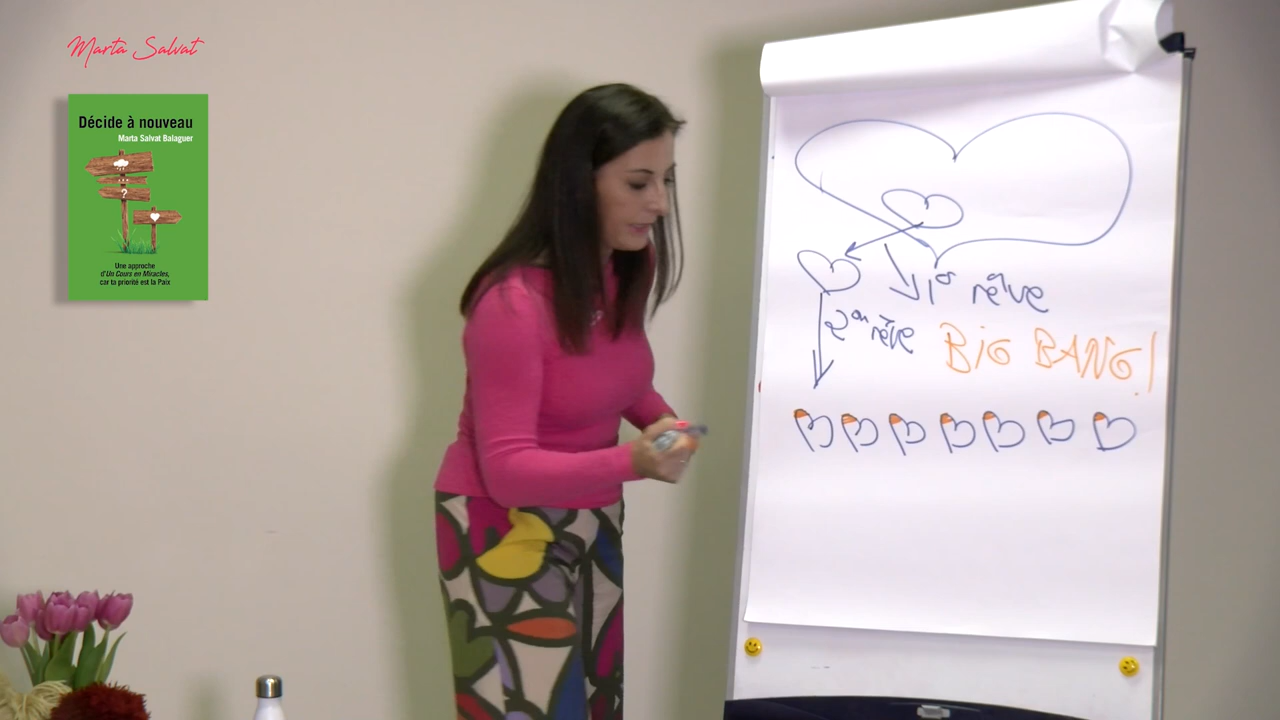 Marta Salvat
Décide à nouveau
Marta Salvat Balaguer
?
Une approche
d'Un Cours en Miracles,
car ta priorité est la Paix
1er rêve
2on rêve
BIG BANG!